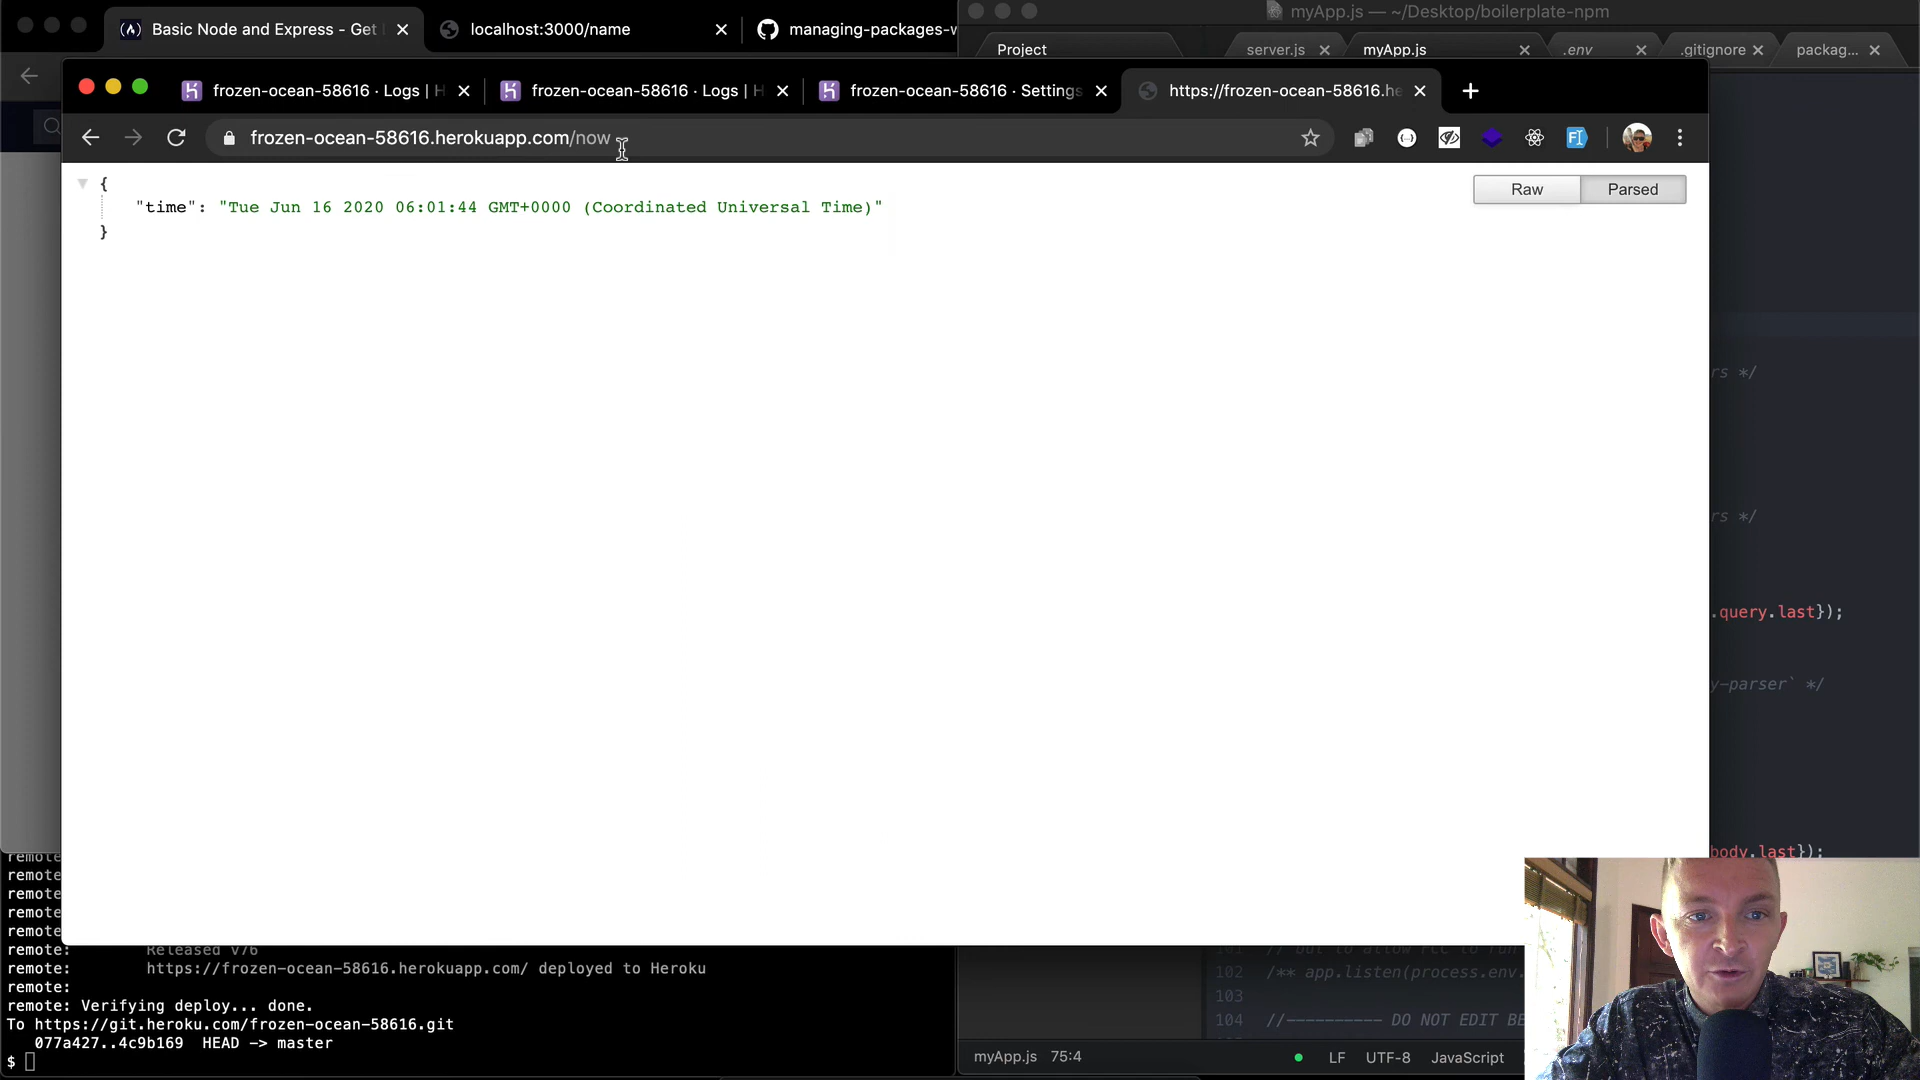 Basic Node and Express - Get
localhost:3000/name
managing-packages-w
myApp.js — ~/Desktop/boilerplate-npm
Project
server.js
myApp.js
.env
.gitignore
packag...
frozen-ocean-58616 · Logs | H
frozen-ocean-58616 · Logs | H
frozen-ocean-58616 · Settings
https://frozen-ocean-58616.he
frozen-ocean-58616.herokuapp.com/now
Raw
Parsed
{
"time": "Tue Jun 16 2020 06:01:44 GMT+0000 (Coordinated Universal Time)"
}
rs */
rs */
.query.last});
y-parser` */
body.last});
remote
remote
remote
remote
remote
remote: Released v76
remote: https://frozen-ocean-58616.herokuapp.com/ deployed to Heroku
remote:
remote: Verifying deploy... done.
To https://git.heroku.com/frozen-ocean-58616.git
077a427..4c9b169 HEAD -> master
$
102 /** app.listen(process.env.
103
104 //---------- DO NOT EDIT BE
myApp.js 75:4
LF UTF-8 JavaScript